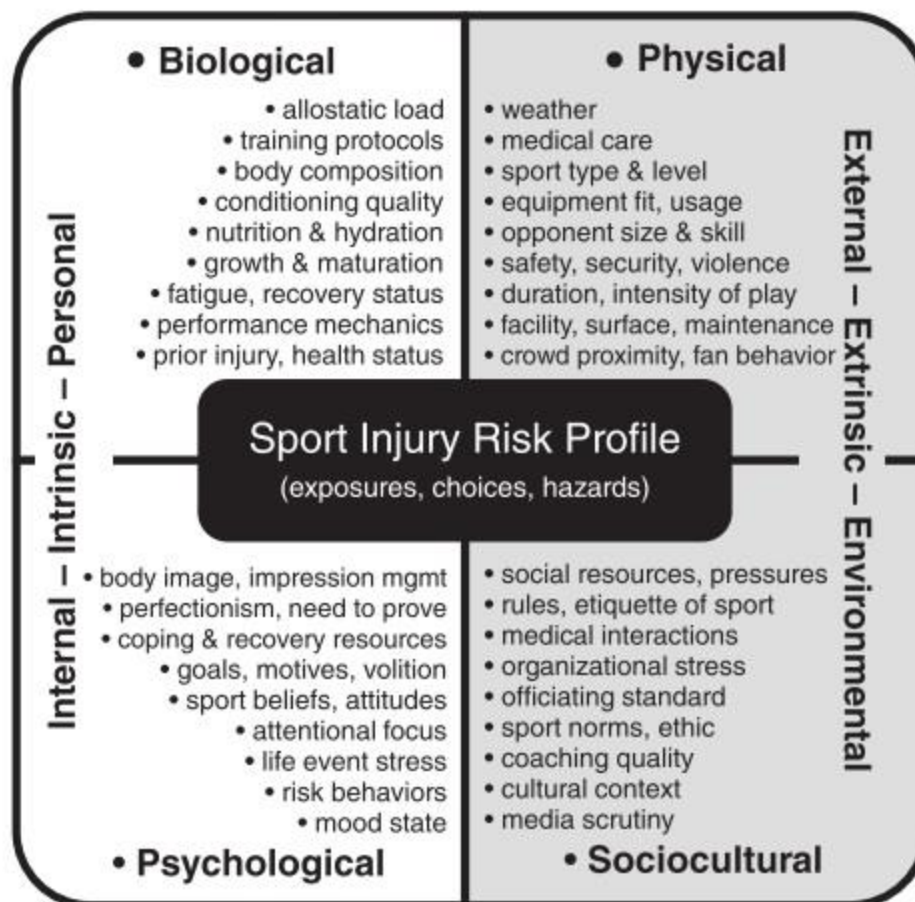 • Biological
• allostatic load
• training protocols
• body composition
• conditioning quality
• nutrition & hydration
• growth & maturation
• fatigue, recovery status
• performance mechanics
• prior injury, health status
• Physical
• weather
• medical care
• sport type & level
• equipment fit, usage
• opponent size & skill
• safety, security, violence
• duration, intensity of play
• facility, surface, maintenance
• crowd proximity, fan behavior
Internal – Intrinsic – Personal
Sport Injury Risk Profile
(exposures, choices, hazards)
External – Extrinsic – Environmental
• body image, impression mgmt
• perfectionism, need to prove
• coping & recovery resources
• goals, motives, volition
• sport beliefs, attitudes
• attentional focus
• life event stress
• risk behaviors
• mood state
• Psychological
• social resources, pressures
• rules, etiquette of sport
• medical interactions
• organizational stress
• officiating standard
• sport norms, ethic
• coaching quality
• cultural context
• media scrutiny
• Sociocultural